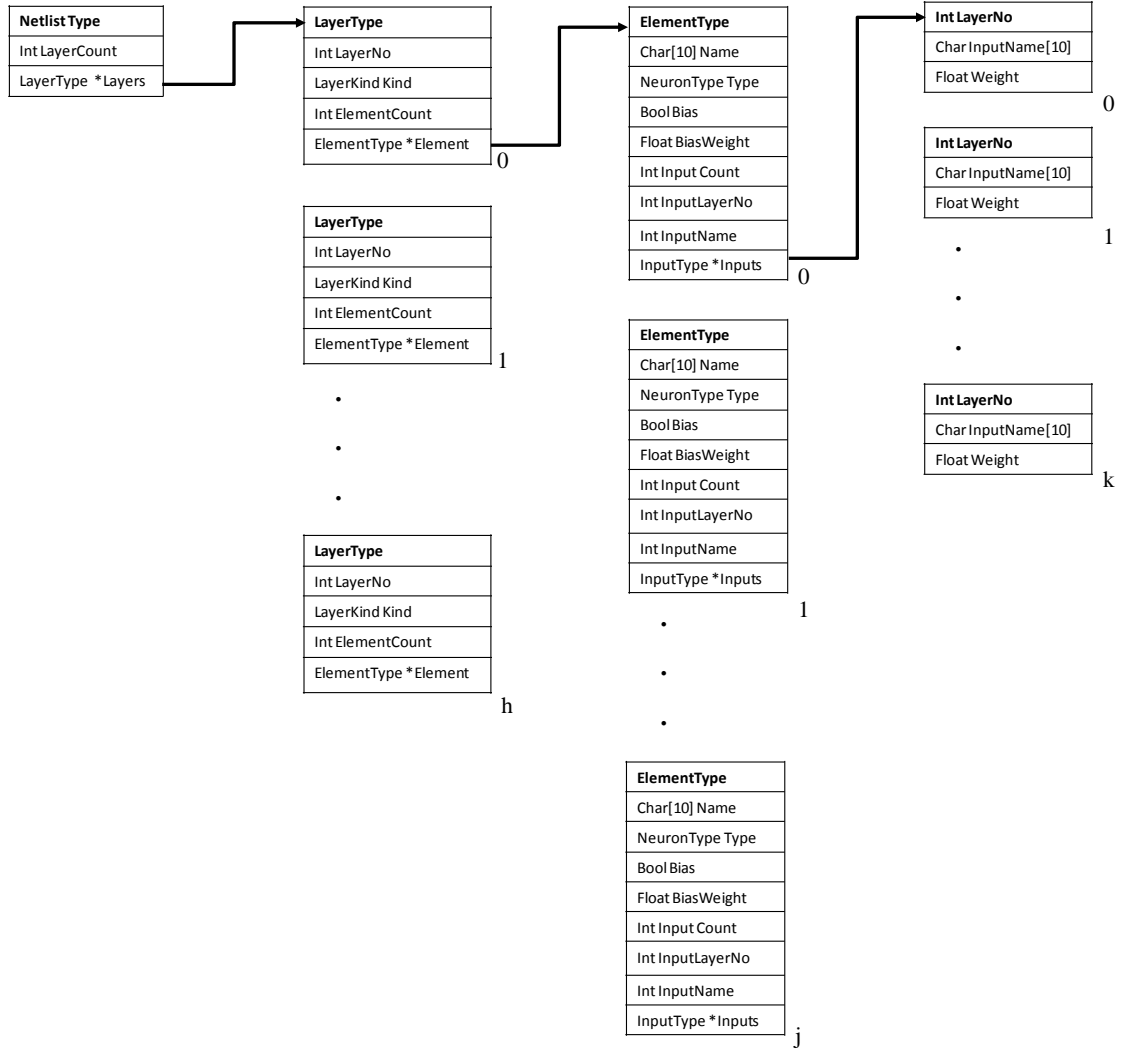 Netlist Type
Int LayerCount
LayerType *Layers
LayerType
Int LayerNo
LayerKind Kind
Int ElementCount
ElementType *Element
0
LayerType
Int LayerNo
LayerKind Kind
Int ElementCount
ElementType *Element
1
.
.
.
LayerType
Int LayerNo
LayerKind Kind
Int ElementCount
ElementType *Element
h
ElementType
Char[10] Name
NeuronType Type
Bool Bias
Float BiasWeight
Int Input Count
Int InputLayerNo
Int InputName
InputType *Inputs
0
ElementType
Char[10] Name
NeuronType Type
Bool Bias
Float BiasWeight
Int Input Count
Int InputLayerNo
Int InputName
InputType *Inputs
1
.
.
.
ElementType
Char[10] Name
NeuronType Type
Bool Bias
Float BiasWeight
Int Input Count
Int InputLayerNo
Int InputName
InputType *Inputs
j
Int LayerNo
Char InputName[10]
Float Weight
0
Int LayerNo
Char InputName[10]
Float Weight
1
.
.
.
Int LayerNo
Char InputName[10]
Float Weight
k